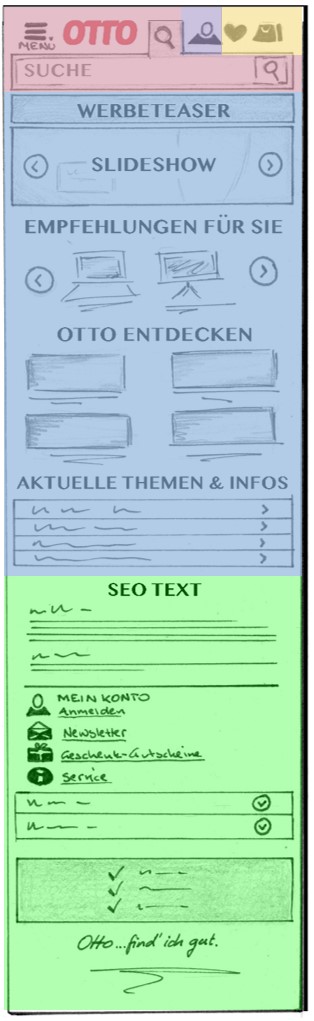 MENÜ OTTO
SUCHE
WERBETEASER
SLIDESHOW
EMPFEHLUNGEN FÜR SIE
OTTO ENTDECKEN
AKTUELLE THEMEN & INFOS
SEO TEXT
MEIN KONTO
Anmelden
Newsletter
Geschenk-Gutscheine
Service
Otto...find' ich gut.